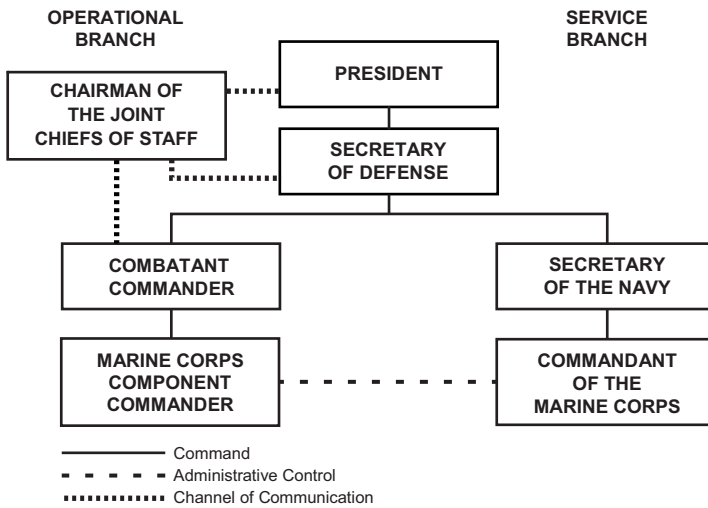 OPERATIONAL
BRANCH
SERVICE
BRANCH
CHAIRMAN OF
THE JOINT
CHIEFS OF STAFF
PRESIDENT
SECRETARY
OF DEFENSE
COMBATANT
COMMANDER
SECRETARY
OF THE NAVY
MARINE CORPS
COMPONENT
COMMANDER
COMMANDANT
OF THE
MARINE CORPS
Command
Administrative Control
Channel of Communication